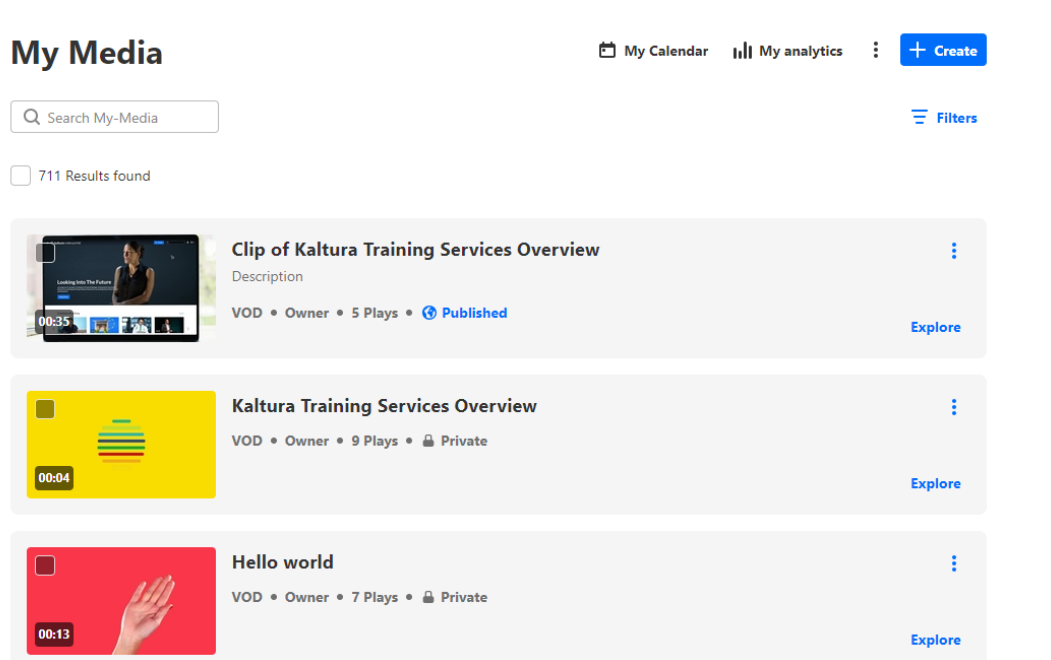 My Media
My Calendar
My analytics
Create
Search My-Media
Filters
711 Results found
Looking Into The Future
00:35
Clip of Kaltura Training Services Overview
Description
VOD • Owner • 5 Plays • Published
Explore
00:04
Kaltura Training Services Overview
VOD • Owner • 9 Plays • Private
Explore
00:13
Hello world
VOD • Owner • 7 Plays • Private
Explore